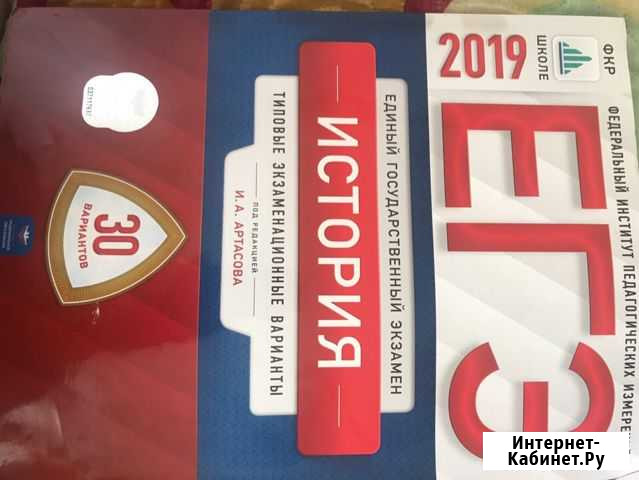 ФЕДЕРАЛЬНЫЙ ИНСТИТУТ ПЕДАГОГИЧЕСКИХ
ФКР
ШКОЛЕ
2019
ЕГЭ
ЕДИНЫЙ ГОСУДАРСТВЕННЫЙ ЭКЗАМЕН
ИСТОРИЯ
ТИПОВЫЕ ЭКЗАМЕНАЦИОННЫЕ ВАРИАНТЫ
ПОД РЕДАКЦИЕЙ
И. А. АРТАСОВА
30
ВАРИАНТОВ
Интернет-
Кабинет.Ру